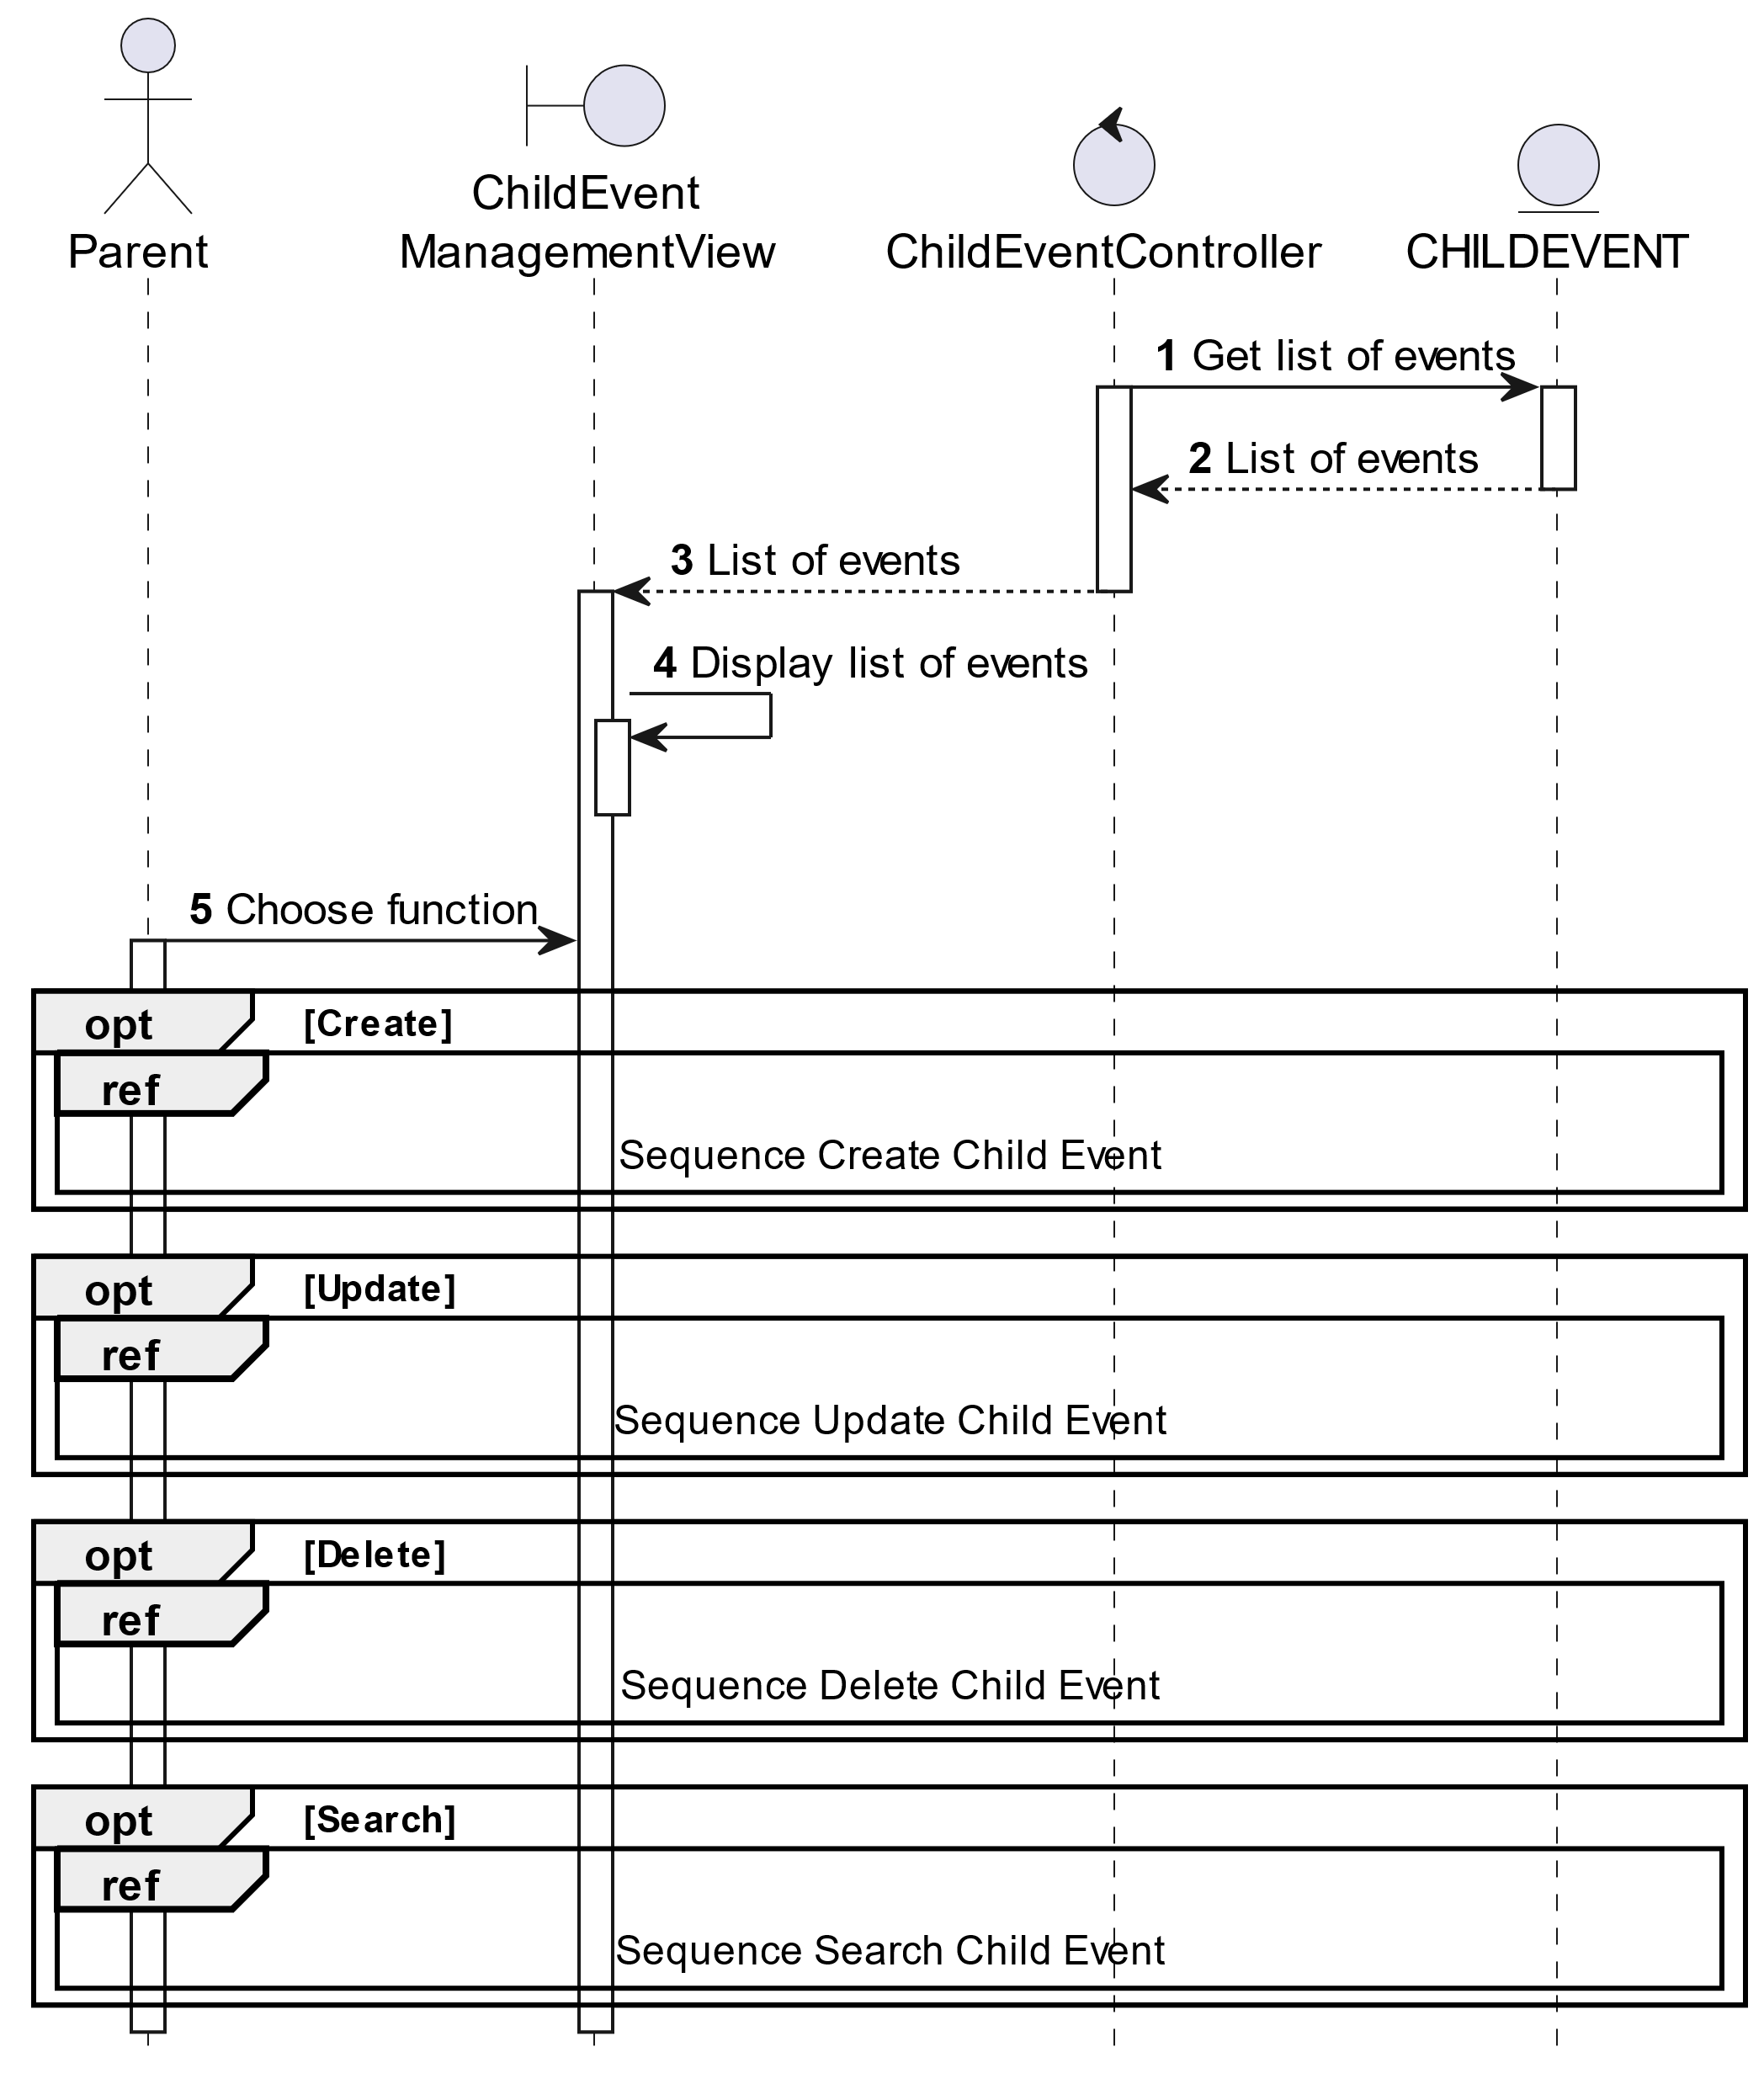 Parent
ChildEvent
ManagementView
ChildEventController
CHILDEVENT
1 Get list of events
2 List of events
3 List of events
4 Display list of events
5 Choose function
opt [Create]
ref
Sequence Create Child Event
opt [Update]
ref
Sequence Update Child Event
opt [Delete]
ref
Sequence Delete Child Event
opt [Search]
ref
Sequence Search Child Event